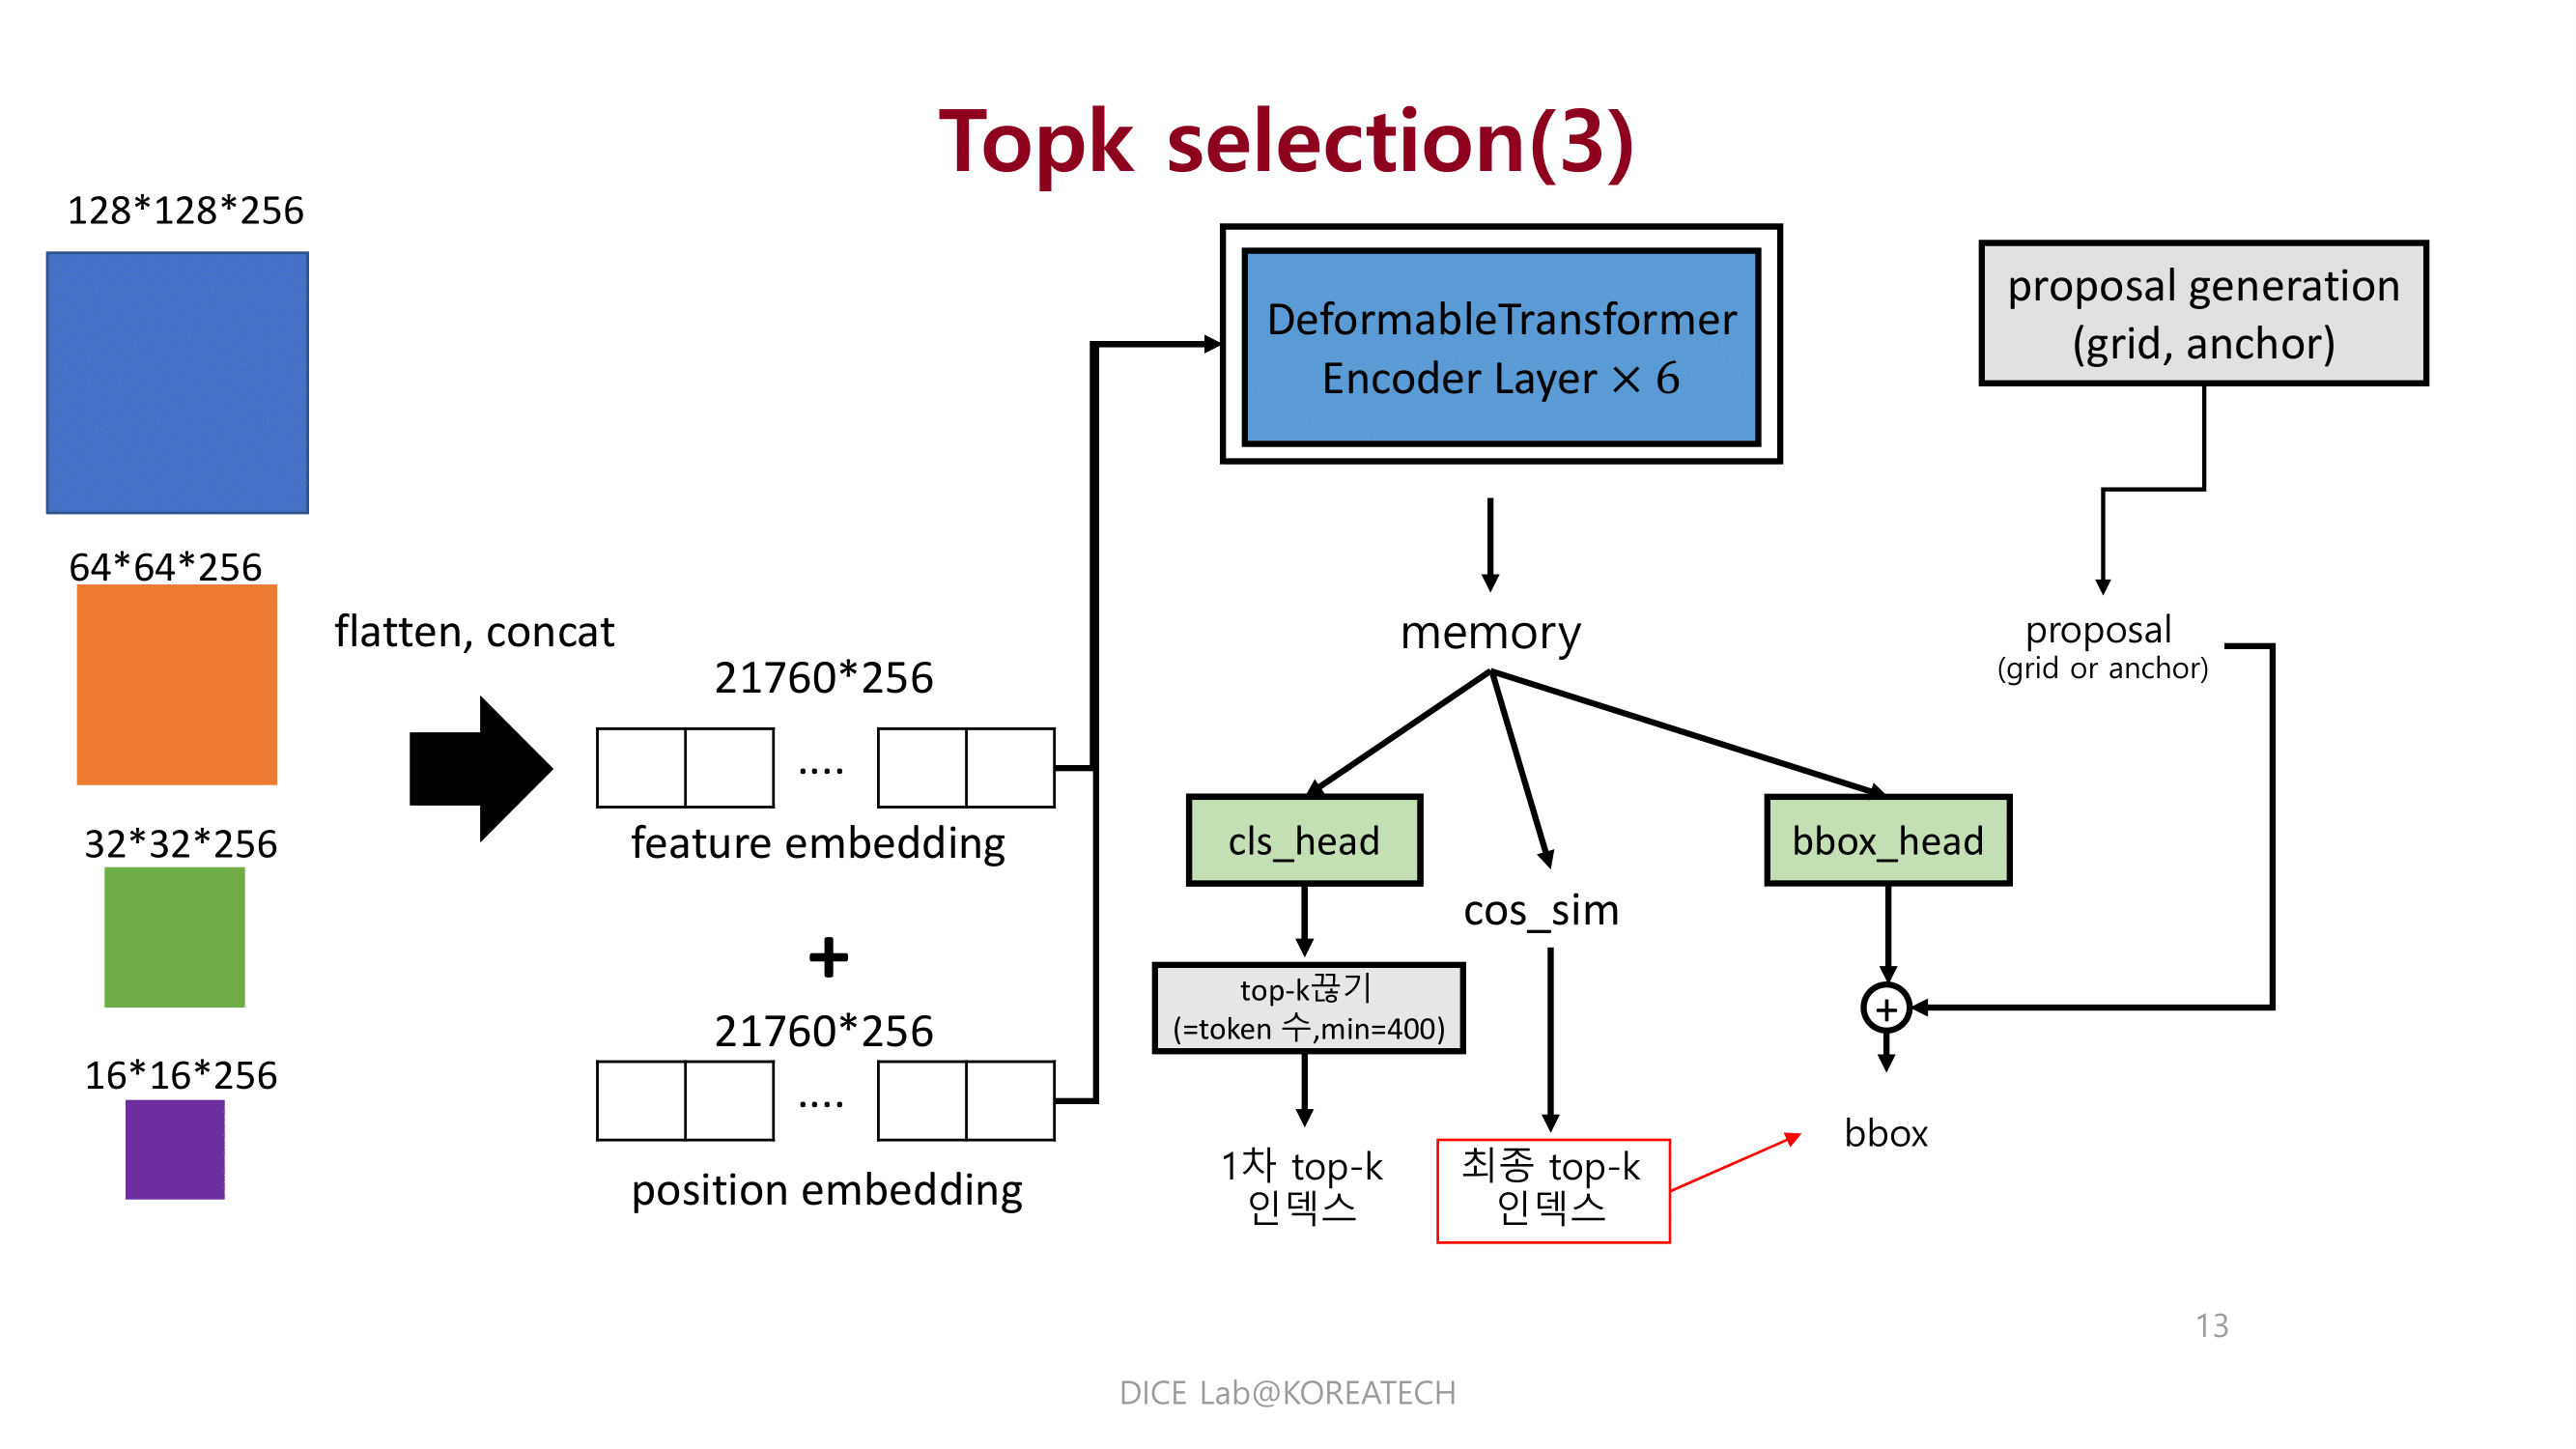 Topk selection(3)
128*128*256
64*64*256
32*32*256
16*16*256
flatten, concat
21760*256
....
feature embedding
+
21760*256
....
position embedding
DeformableTransformer
Encoder Layer × 6
memory
cls_head
top-k끊기
(=token 수,min=400)
1차 top-k
인덱스
cos_sim
최종 top-k
인덱스
bbox_head
+
bbox
proposal generation
(grid, anchor)
proposal
(grid or anchor)
13
DICE Lab@KOREATECH